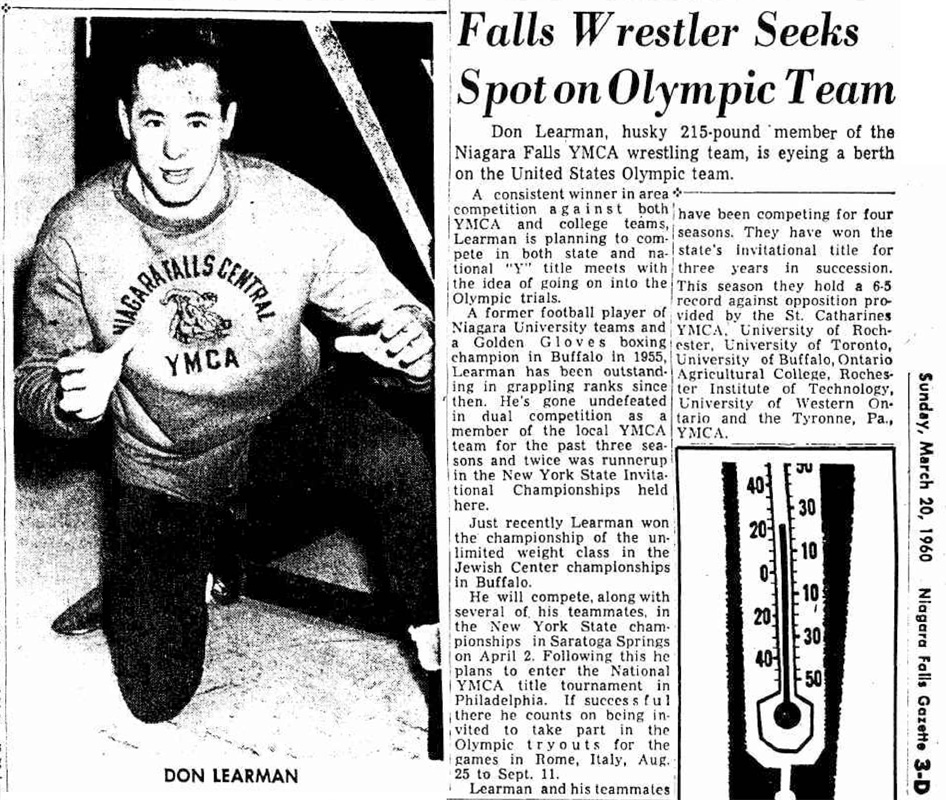 NIAGARA FALLS CENTRAL
YMCA
DON LEARMAN
Falls Wrestler Seeks
Spot on Olympic Team
Don Learman, husky 215-pound member of the
Niagara Falls YMCA wrestling team, is eyeing a berth
on the United States Olympic team.
A consistent winner in area
competition against both
YMCA and college teams,
Learman is planning to com-
pete in both state and na-
tional "Y" title meets with
the idea of going on into the
Olympic trials.
A former football player of
Niagara University teams and
a Golden Gloves boxing
champion in Buffalo in 1955,
Learman has been outstand-
ing in grappling ranks since
then. He's gone undefeated
in dual competition as a
member of the local YMCA
team for the past three sea-
sons and twice was runnerup
in the New York State Invita-
tional Championships held
here.
Just recently Learman won
the championship of the un-
limited weight class in the
Jewish Center championships
in Buffalo.
He will compete, along with
several of his teammates, in
the New York State cham-
pionships in Saratoga Springs
on April 2. Following this he
plans to enter the National
YMCA title tournament in
Philadelphia. If successful
there he counts on being in-
vited to take part in the
Olympic tryouts for the
games in Rome, Italy, Aug.
25 to Sept. 11.
Learman and his teammates
have been competing for four
seasons. They have won the
state's invitational title for
three years in succession.
This season they hold a 6-5
record against opposition pro-
vided by the St. Catharines
YMCA, University of Roch-
ester, University of Toronto,
University of Buffalo, Ontario
Agricultural College, Roches-
ter Institute of Technology,
University of Western On-
tario and the Tyronne, Pa.,
YMCA.
50
40
30
20
10
0
10
20
30
40
50
Sunday, March 20, 1960 Niagara Falls Gazette 3-D